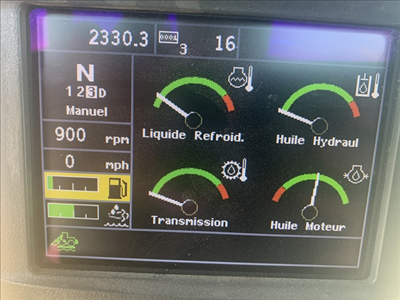 2330.3 3 16
N
1 2 3 D
Manuel
900 rpm
0 mph
Liquide Refroid.
Huile Hydraul
Transmission
Huile Moteur